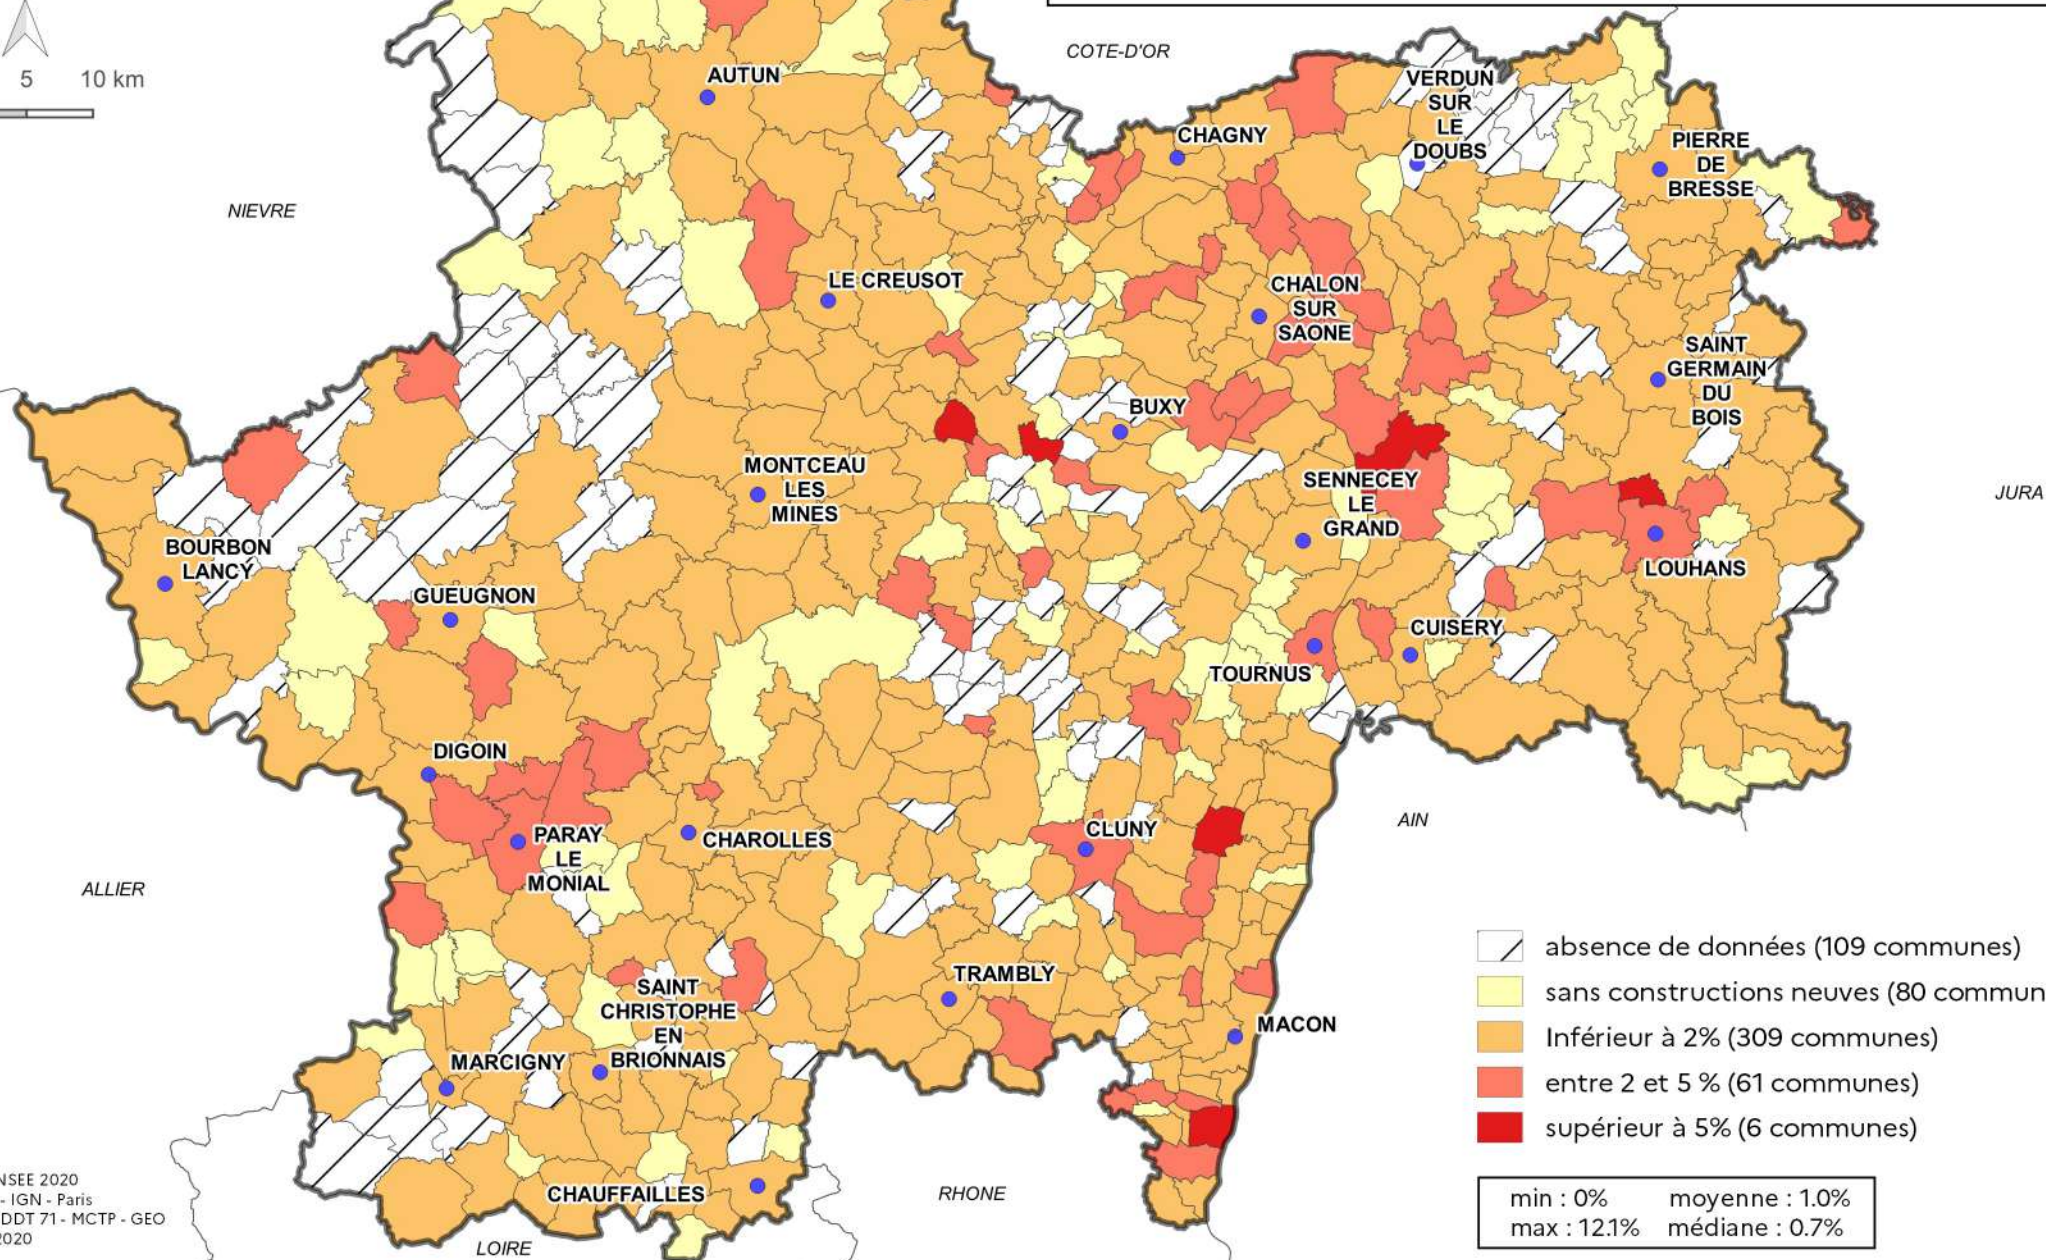 5 10 km
COTE-D'OR
AUTUN
VERDUN
SUR
LE
DOUBS
CHAGNY
PIERRE
DE
BRESSE
NIEVRE
LE CREUSOT
CHALON
SUR
SAONE
SAINT
GERMAIN
DU
BOIS
BUXY
MONTCEAU
LES
MINES
SENNECEY
LE
GRAND
JURA
BOURBON
LANCY
LOUHANS
GUEUGNON
CUISERY
TOURNUS
DIGOIN
PARAY
LE
MONIAL
CHAROLLES
CLUNY
AIN
ALLIER
TRAMBLY
SAINT
CHRISTOPHE
EN
BRIONNAIS
MACON
MARCIGNY
CHAUFFAILLES
RHONE
LOIRE
absence de données (109 communes)
sans constructions neuves (80 commun
Inférieur à 2% (309 communes)
entre 2 et 5 % (61 communes)
supérieur à 5% (6 communes)
min : 0% moyenne : 1.0%
max : 12.1% médiane : 0.7%
NSEE 2020
- IGN - Paris
DDT 71 - MCTP - GEO
2020